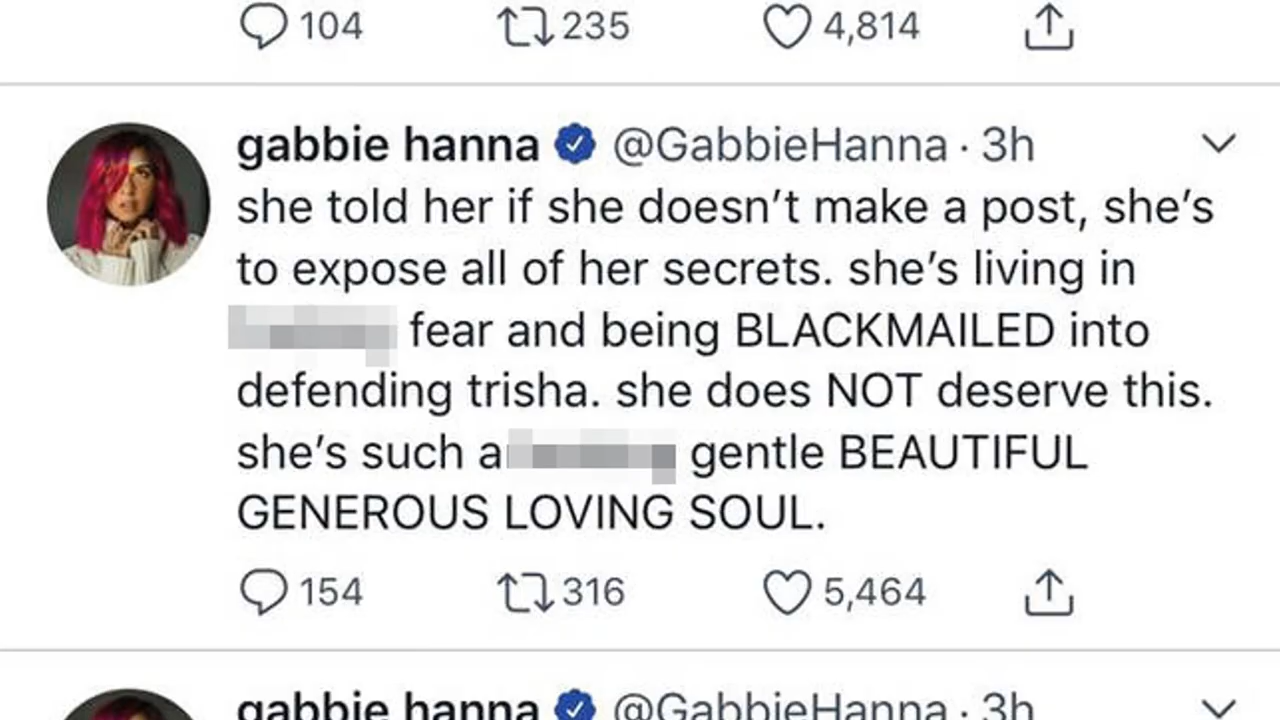 104 235 4,814
gabbie hanna @GabbieHanna · 3h
she told her if she doesn’t make a post, she’s
to expose all of her secrets. she’s living in
fear and being BLACKMAILED into
defending trisha. she does NOT deserve this.
she’s such a gentle BEAUTIFUL
GENEROUS LOVING SOUL.
154 316 5,464
gabbie hanna @GabbieHanna · 3h